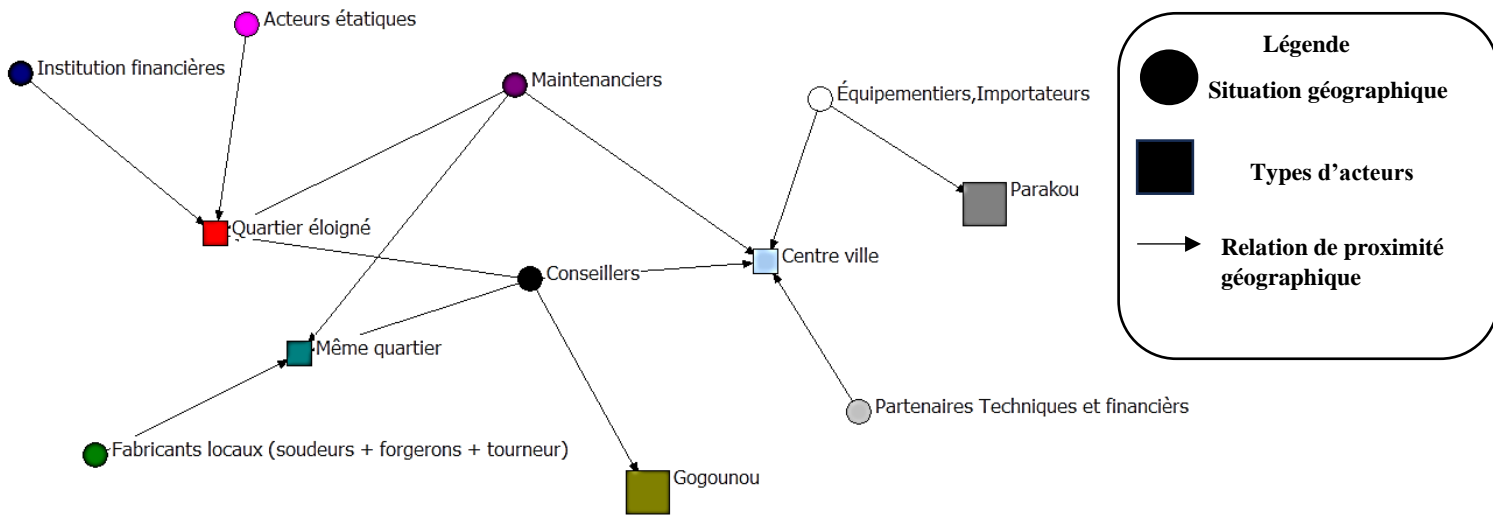 Acteurs étatiques
Institution financières
Maintenanciers
Équipementiers,Importateurs
Parakou
Quartier éloigné
Centre ville
Conseillers
Même quartier
Partenaires Techniques et financièrs
Fabricants locaux (soudeurs + forgerons + tourneur)
Gogounou
Légende
Situation géographique
Types d’acteurs
Relation de proximité
géographique